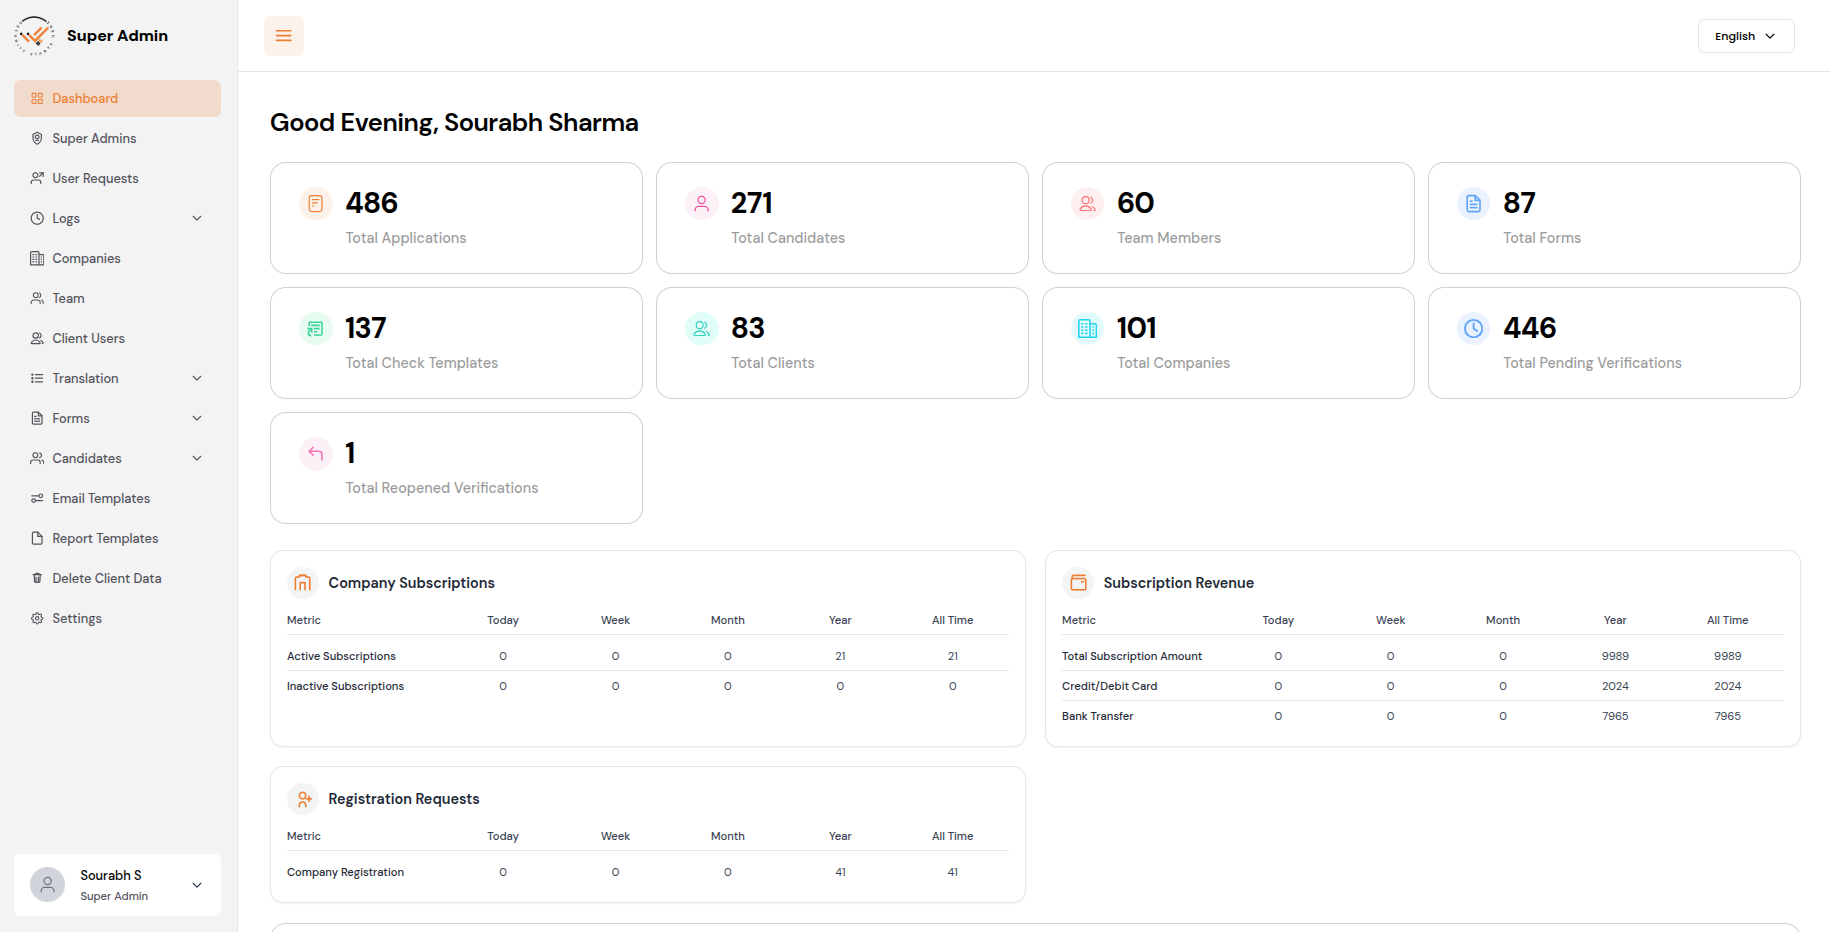 Super Admin
Dashboard
Super Admins
User Requests
Logs
Companies
Team
Client Users
Translation
Forms
Candidates
Email Templates
Report Templates
Delete Client Data
Settings
Sourabh S
Super Admin
English
Good Evening, Sourabh Sharma
486
Total Applications
271
Total Candidates
60
Team Members
87
Total Forms
137
Total Check Templates
83
Total Clients
101
Total Companies
446
Total Pending Verifications
1
Total Reopened Verifications
Company Subscriptions
Metric Today Week Month Year All Time
Active Subscriptions 0 0 0 21 21
Inactive Subscriptions 0 0 0 0 0
Subscription Revenue
Metric Today Week Month Year All Time
Total Subscription Amount 0 0 0 9989 9989
Credit/Debit Card 0 0 0 2024 2024
Bank Transfer 0 0 0 7965 7965
Registration Requests
Metric Today Week Month Year All Time
Company Registration 0 0 0 41 41